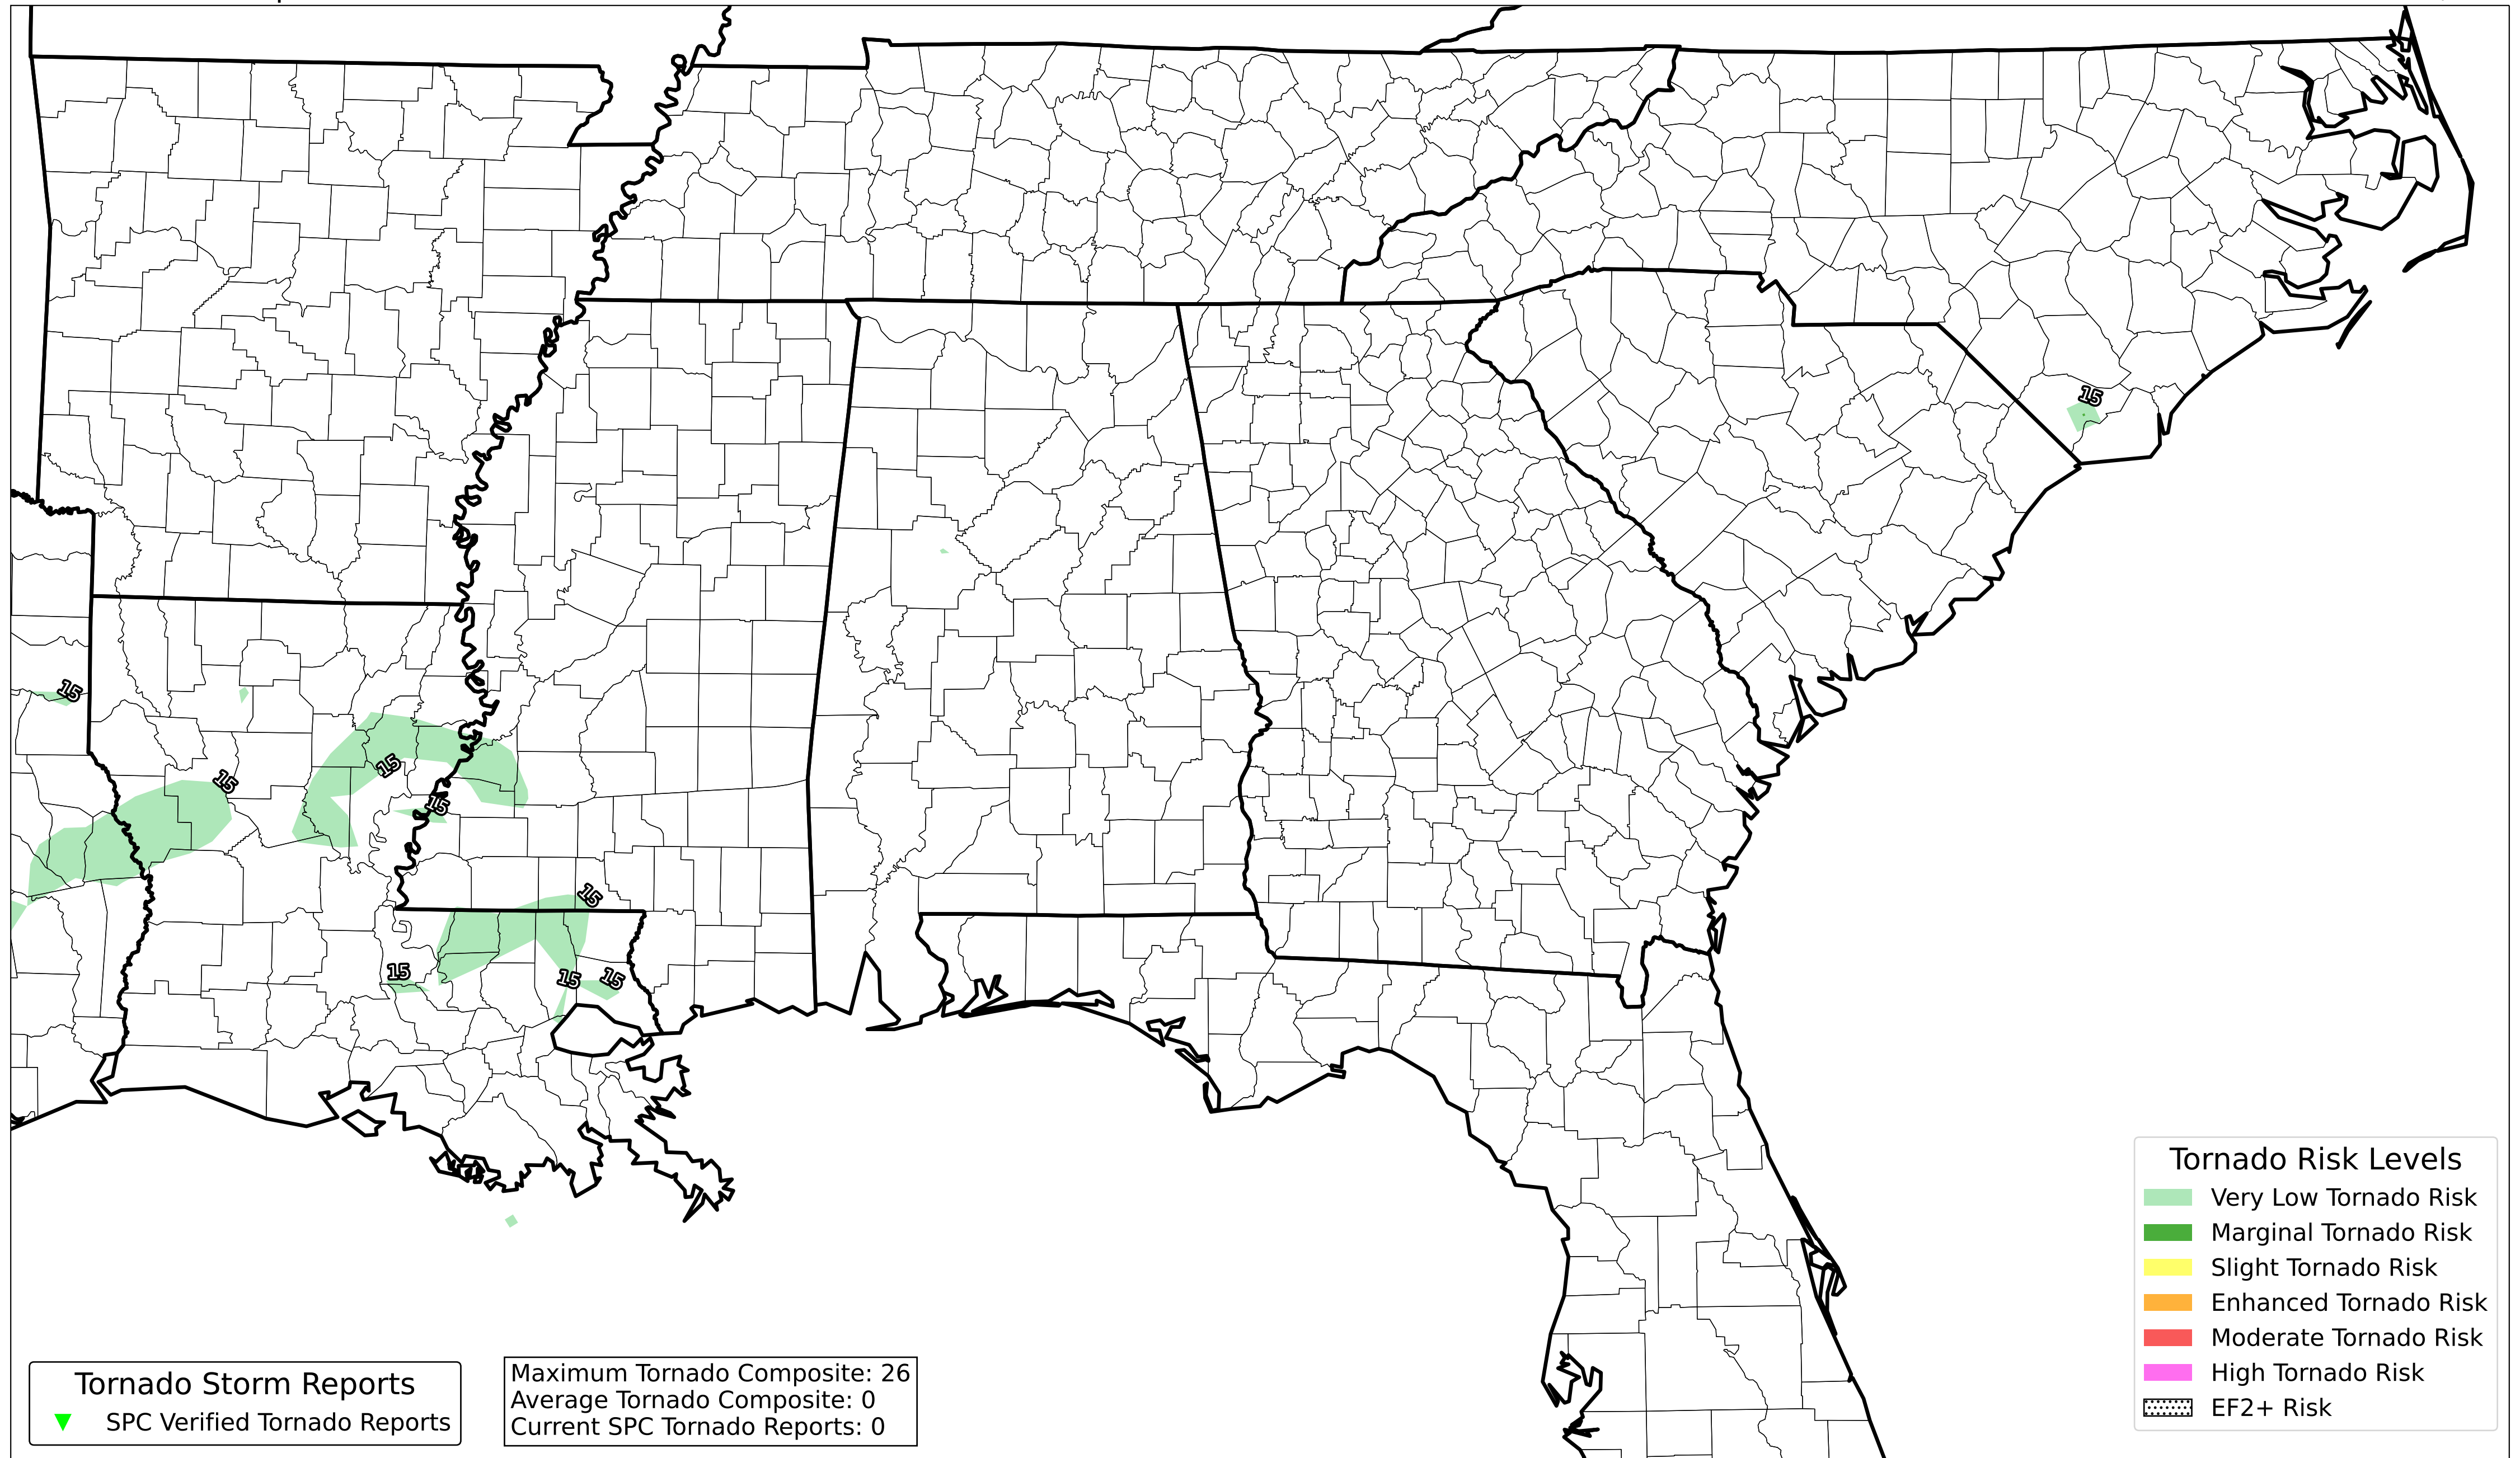 15
15
15
15
15
15
15
15
15
Tornado Risk Levels
Very Low Tornado Risk
Marginal Tornado Risk
Slight Tornado Risk
Enhanced Tornado Risk
Moderate Tornado Risk
High Tornado Risk
EF2+ Risk
Tornado Storm Reports
SPC Verified Tornado Reports
Maximum Tornado Composite: 26
Average Tornado Composite: 0
Current SPC Tornado Reports: 0